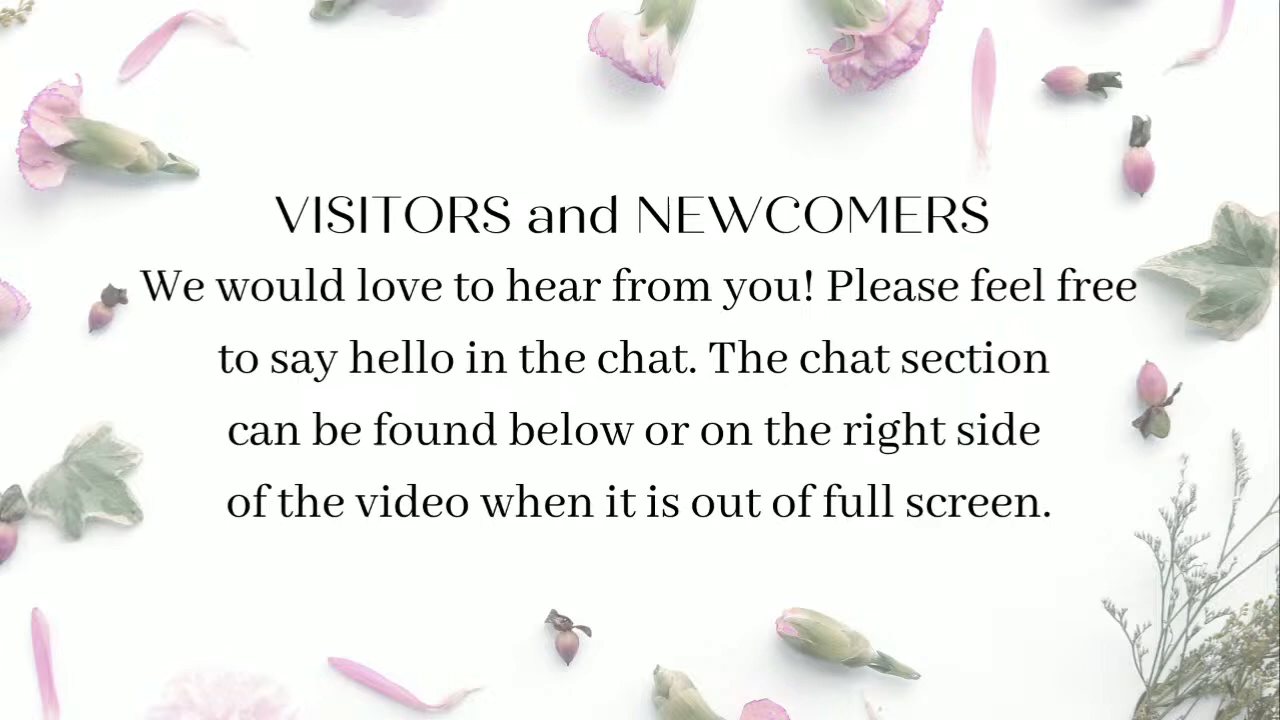 VISITORS and NEWCOMERS
We would love to hear from you! Please feel free
to say hello in the chat. The chat section
can be found below or on the right side
of the video when it is out of full screen.